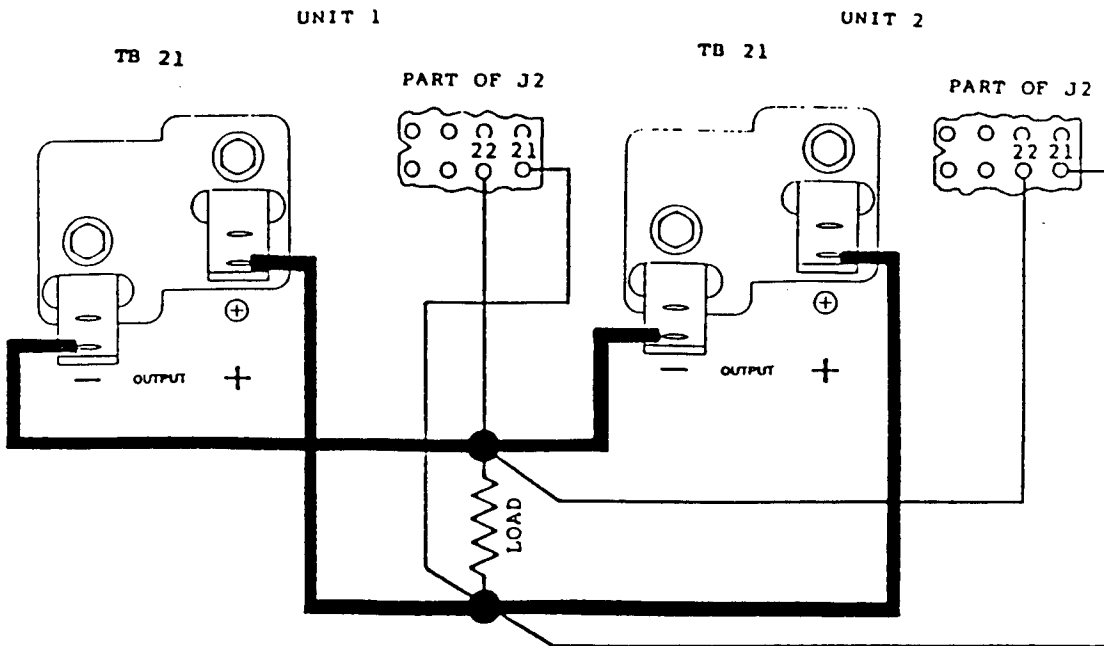 UNIT 1
UNIT 2
TB 21
TB 21
PART OF J2
PART OF J2
22 21
22 21
- OUTPUT +
- OUTPUT +
LOAD